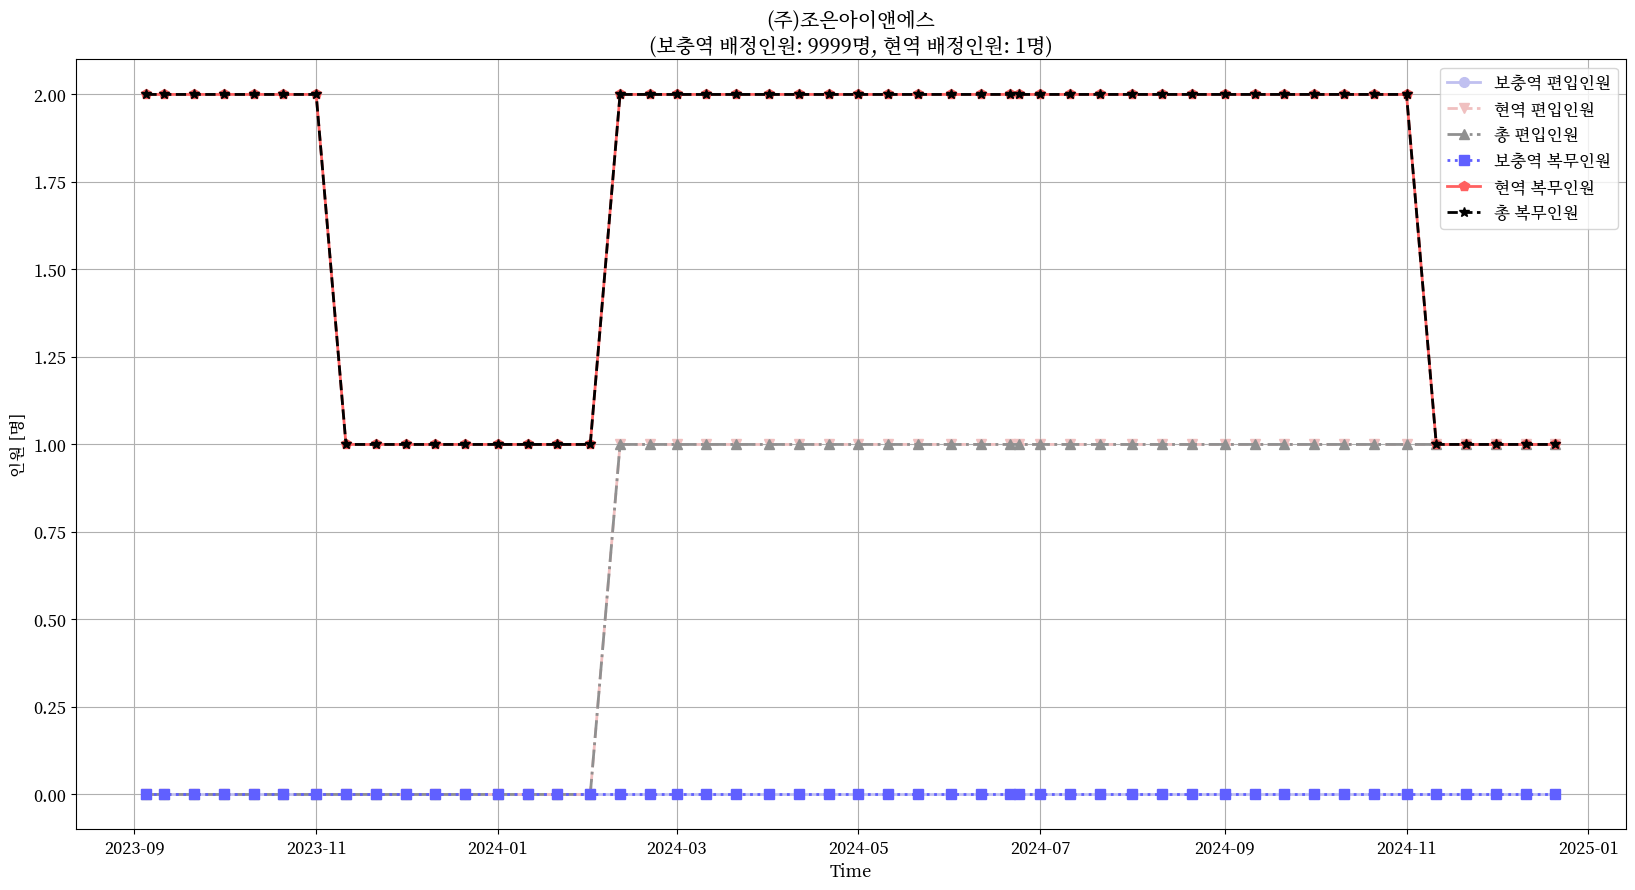 (주)조은아이앤에스
(보충역 배정인원: 9999명, 현역 배정인원: 1명)
보충역 편입인원
현역 편입인원
총 편입인원
보충역 복무인원
현역 복무인원
총 복무인원
인원 [명]
2.00
1.75
1.50
1.25
1.00
0.75
0.50
0.25
0.00
2023-09
2023-11
2024-01
2024-03
2024-05
2024-07
2024-09
2024-11
2025-01
Time